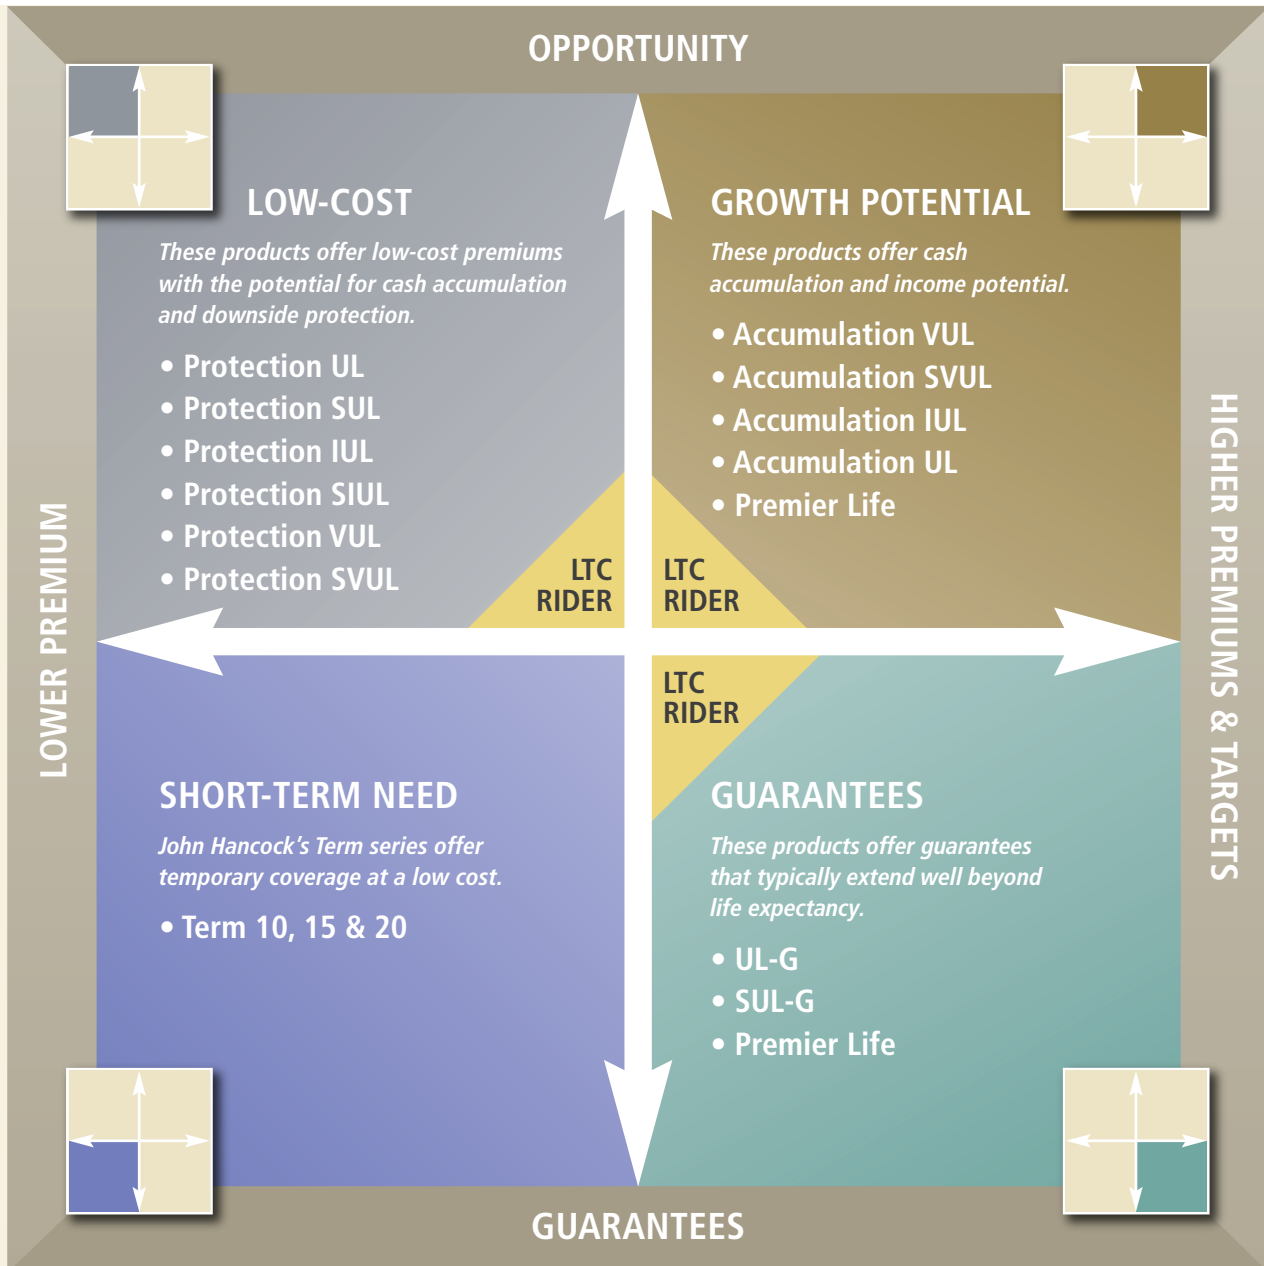 OPPORTUNITY
LOW-COST
These products offer low-cost premiums
with the potential for cash accumulation
and downside protection.
• Protection UL
• Protection SUL
• Protection IUL
• Protection SIUL
• Protection VUL
• Protection SVUL
LTC
RIDER
GROWTH POTENTIAL
These products offer cash
accumulation and income potential.
• Accumulation VUL
• Accumulation SVUL
• Accumulation IUL
• Accumulation UL
• Premier Life
LTC
RIDER
LOWER PREMIUM
HIGHER PREMIUMS & TARGETS
SHORT-TERM NEED
John Hancock's Term series offer
temporary coverage at a low cost.
• Term 10, 15 & 20
LTC
RIDER
GUARANTEES
These products offer guarantees
that typically extend well beyond
life expectancy.
• UL-G
• SUL-G
• Premier Life
GUARANTEES